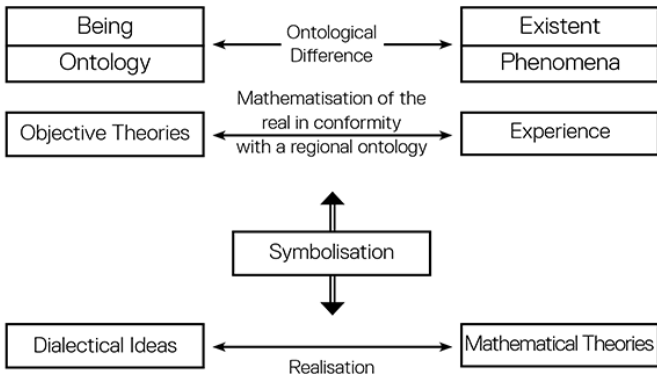 Being
Ontology
Ontological
Difference
Existent
Phenomena
Objective Theories
Mathematisation of the
real in conformity
with a regional ontology
Experience
Symbolisation
Dialectical Ideas
Realisation
Mathematical Theories